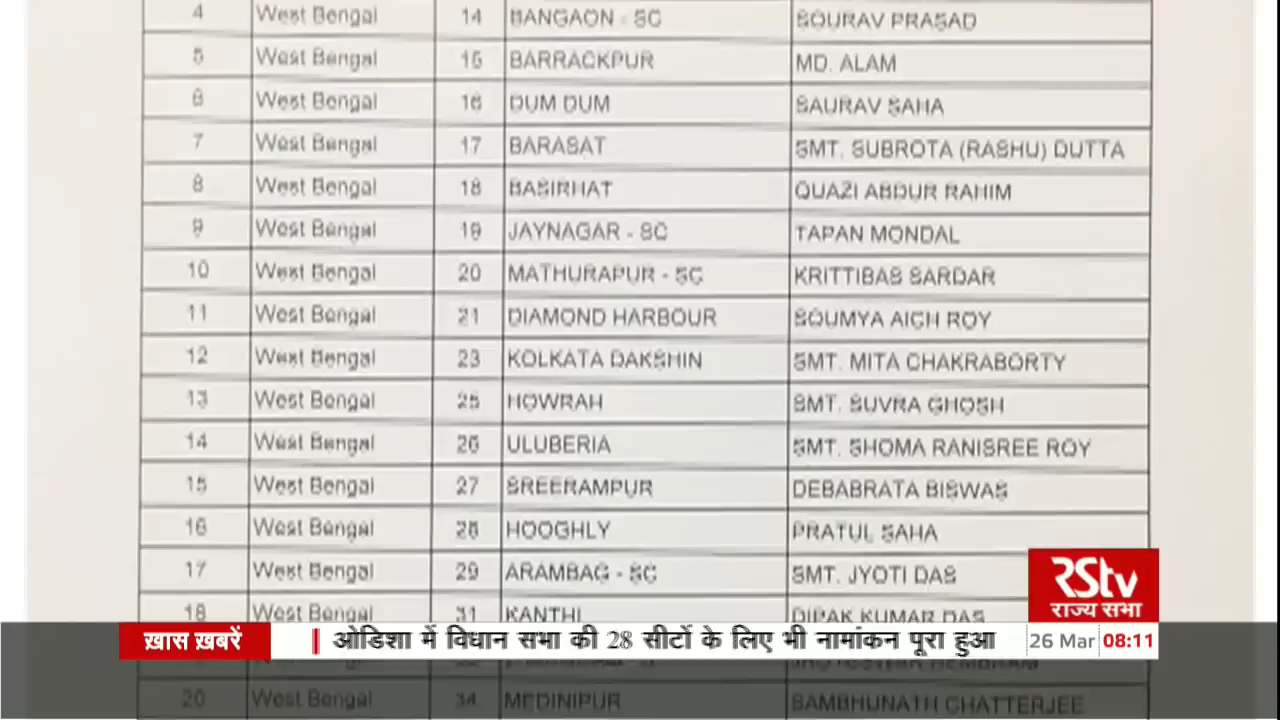 4 West Bengal 14 BANGAON - SC SOURAV PRASAD
5 West Bengal 15 BARRACKPUR MD. ALAM
6 West Bengal 16 DUM DUM SAURAV SAHA
7 West Bengal 17 BARASAT SMT. SUBROTA (RASHU) DUTTA
8 West Bengal 18 BASIRHAT QUAZI ABDUR RAHIM
9 West Bengal 19 JAYNAGAR - SC TAPAN MONDAL
10 West Bengal 20 MATHURAPUR - SC KRITTIBAS SARDAR
11 West Bengal 21 DIAMOND HARBOUR SOUMYA AICH ROY
12 West Bengal 23 KOLKATA DAKSHIN SMT. MITA CHAKRABORTY
13 West Bengal 25 HOWRAH SMT. SUVRA GHOSH
14 West Bengal 26 ULUBERIA SMT. SHOMA RANISREE ROY
15 West Bengal 27 SREERAMPUR DEBABRATA BISWAS
16 West Bengal 28 HOOGHLY PRATUL SAHA
17 West Bengal 29 ARAMBAG - SC SMT. JYOTI DAS
18 West Bengal 31 KANTHI DIPAK KUMAR DAS
RStv
राज्य सभा
ख़ास ख़बरें ओडिशा में विधान सभा की 28 सीटों के लिए भी नामांकन पूरा हुआ 26 Mar 08:11
20 West Bengal 34 MEDINIPUR SAMBHUNATH CHATTERJEE